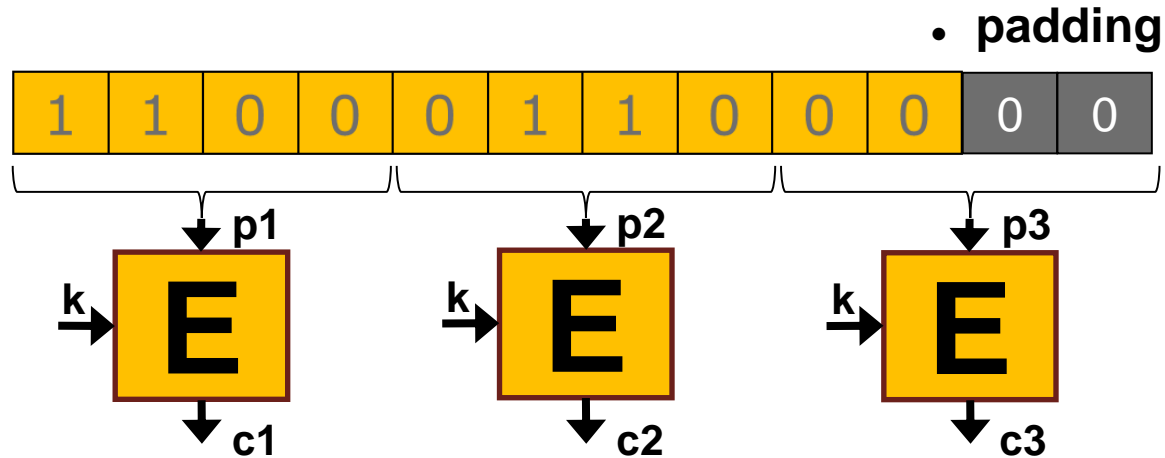 • padding
1 1 0 0 0 1 1 0 0 0 0 0
p1 p2 p3
k E k E k E
c1 c2 c3